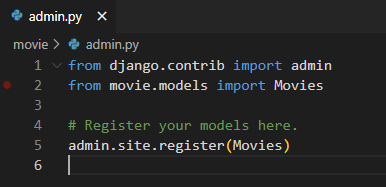 admin.py ×
movie > admin.py
1 from django.contrib import admin
2 from movie.models import Movies
3
4 # Register your models here.
5 admin.site.register(Movies)
6